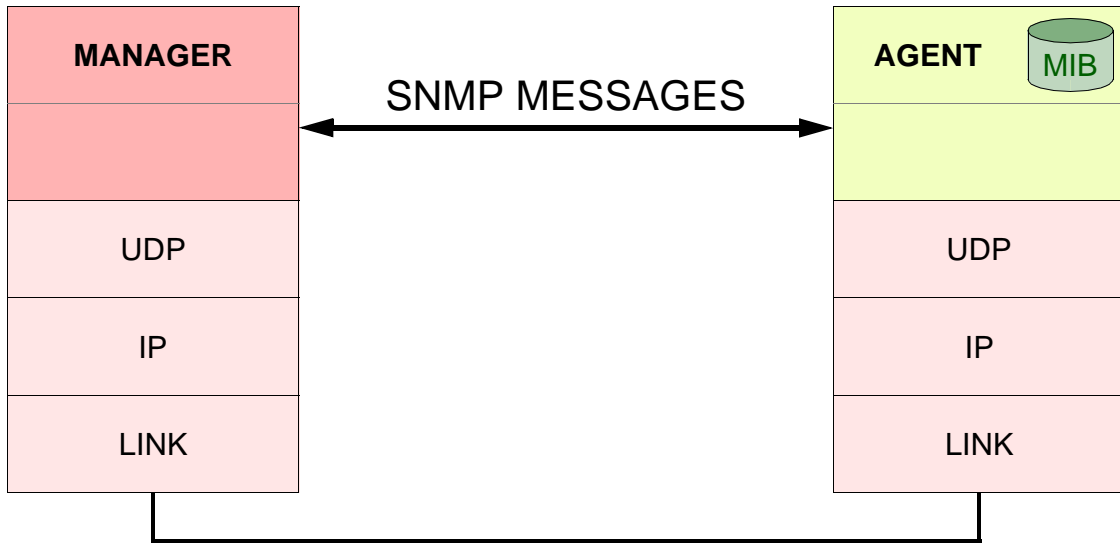 MANAGER
AGENT
MIB
SNMP MESSAGES
UDP
UDP
IP
IP
LINK
LINK